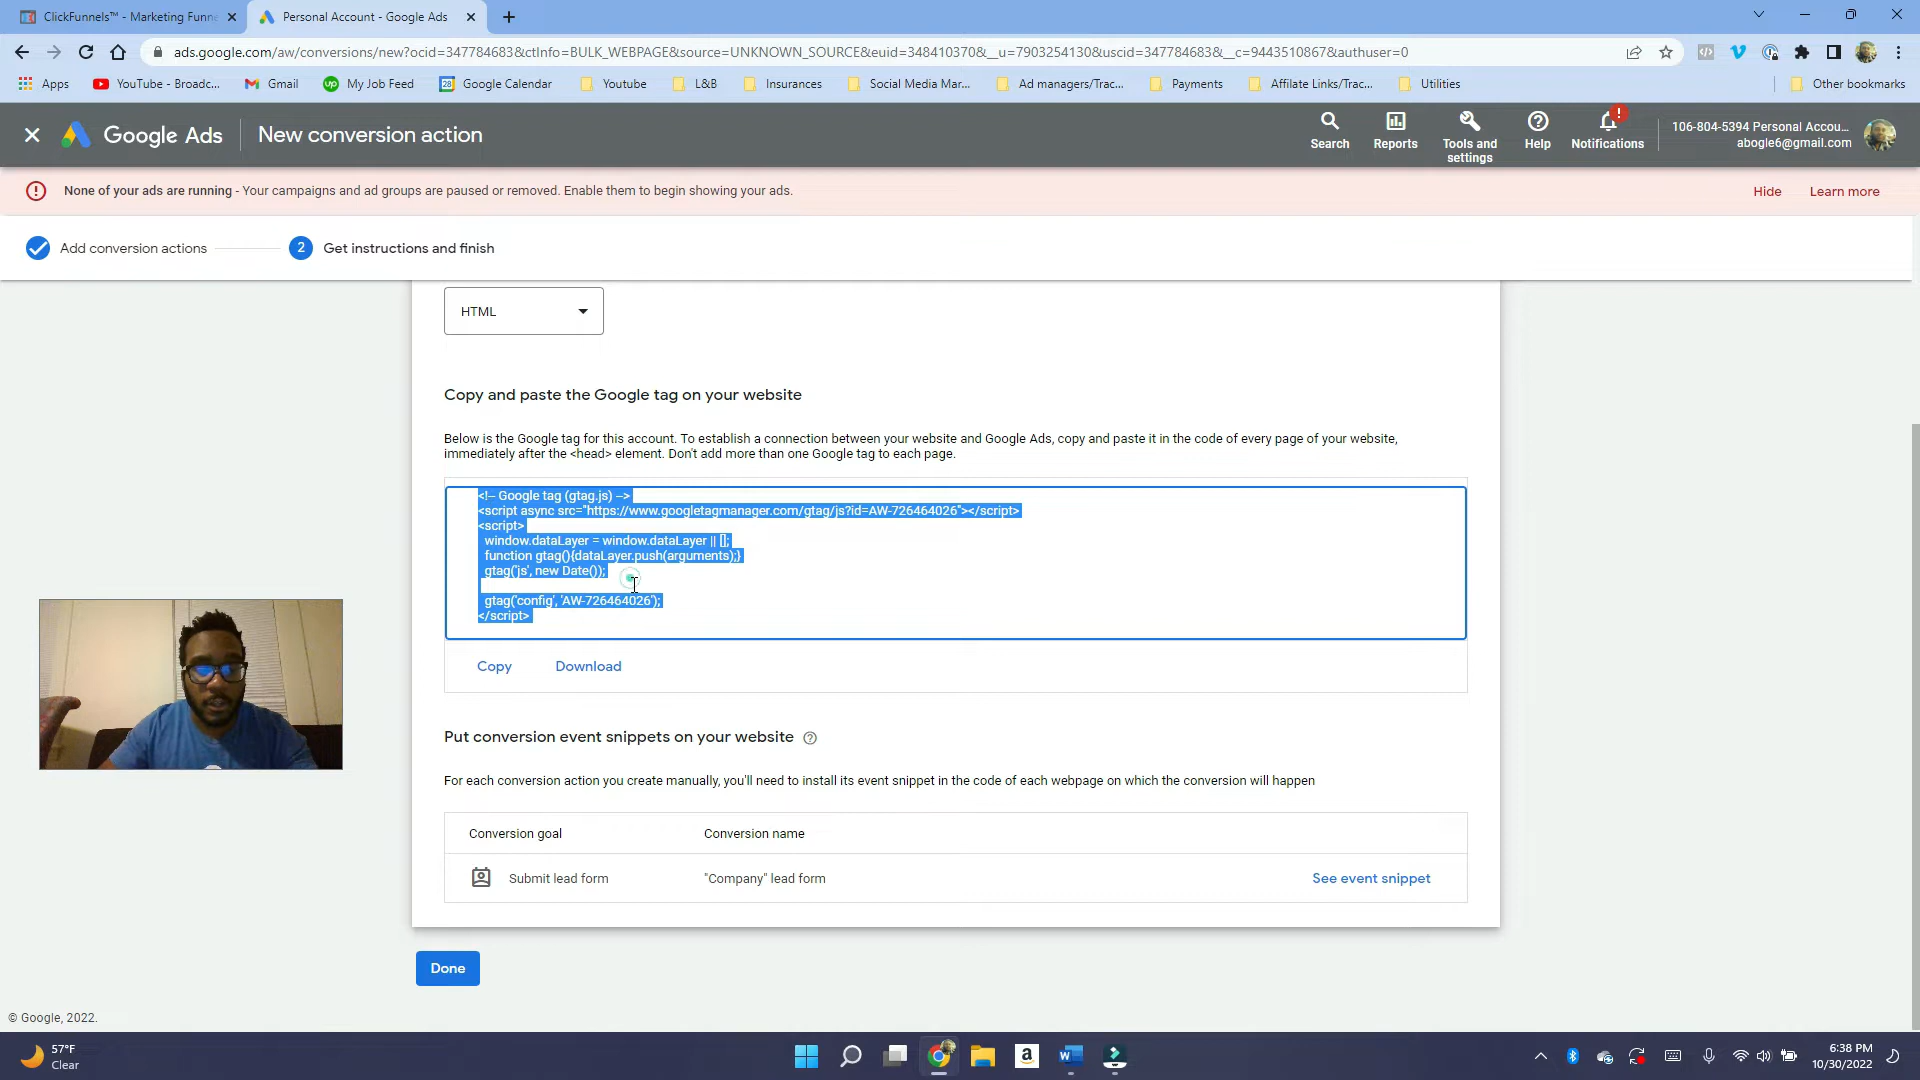 ClickFunnels™ - Marketing Funne
Personal Account - Google Ads
ads.google.com/aw/conversions/new?ocid=347784683&ctInfo=BULK_WEBPAGE&source=UNKNOWN_SOURCE&euid=348410370&__u=7903254130&uscid=347784683&__c=9443510867&authuser=0
Apps
YouTube - Broadc...
Gmail
My Job Feed
Google Calendar
Youtube
L&B
Insurances
Social Media Mar...
Ad managers/Trac...
Payments
Affilate Links/Trac...
Utilities
Other bookmarks
Google Ads
New conversion action
Search
Reports
Tools and
settings
Help
Notifications
106-804-5394 Personal Accou...
abogle6@gmail.com
None of your ads are running - Your campaigns and ad groups are paused or removed. Enable them to begin showing your ads.
Hide
Learn more
Add conversion actions
2
Get instructions and finish
HTML
Copy and paste the Google tag on your website
Below is the Google tag for this account. To establish a connection between your website and Google Ads, copy and paste it in the code of every page of your website,
immediately after the <head> element. Don't add more than one Google tag to each page.
<!-- Google tag (gtag.js) -->
<script async src="https://www.googletagmanager.com/gtag/js?id=AW-726464026"></script>
<script>
window.dataLayer = window.dataLayer || [];
function gtag(){dataLayer.push(arguments);}
gtag('js', new Date());
gtag('config', 'AW-726464026');
</script>
Copy
Download
Put conversion event snippets on your website
For each conversion action you create manually, you'll need to install its event snippet in the code of each webpage on which the conversion will happen
Conversion goal
Conversion name
Submit lead form
"Company" lead form
See event snippet
Done
© Google, 2022.
57°F
Clear
6:38 PM
10/30/2022